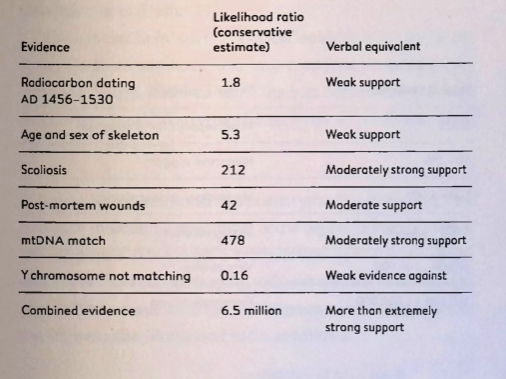 Evidence Likelihood ratio (conservative estimate) Verbal equivalent
Radiocarbon dating AD 1456–1530 1.8 Weak support
Age and sex of skeleton 5.3 Weak support
Scoliosis 212 Moderately strong support
Post-mortem wounds 42 Moderate support
mtDNA match 478 Moderately strong support
Y chromosome not matching 0.16 Weak evidence against
Combined evidence 6.5 million More than extremely strong support